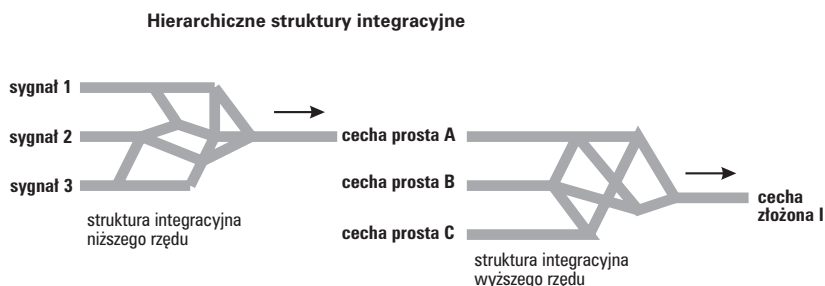 Hierarchiczne struktury integracyjne
sygnał 1
sygnał 2
sygnał 3
struktura integracyjna
niższego rzędu
cecha prosta A
cecha prosta B
cecha prosta C
struktura integracyjna
wyższego rzędu
cecha
złożona I